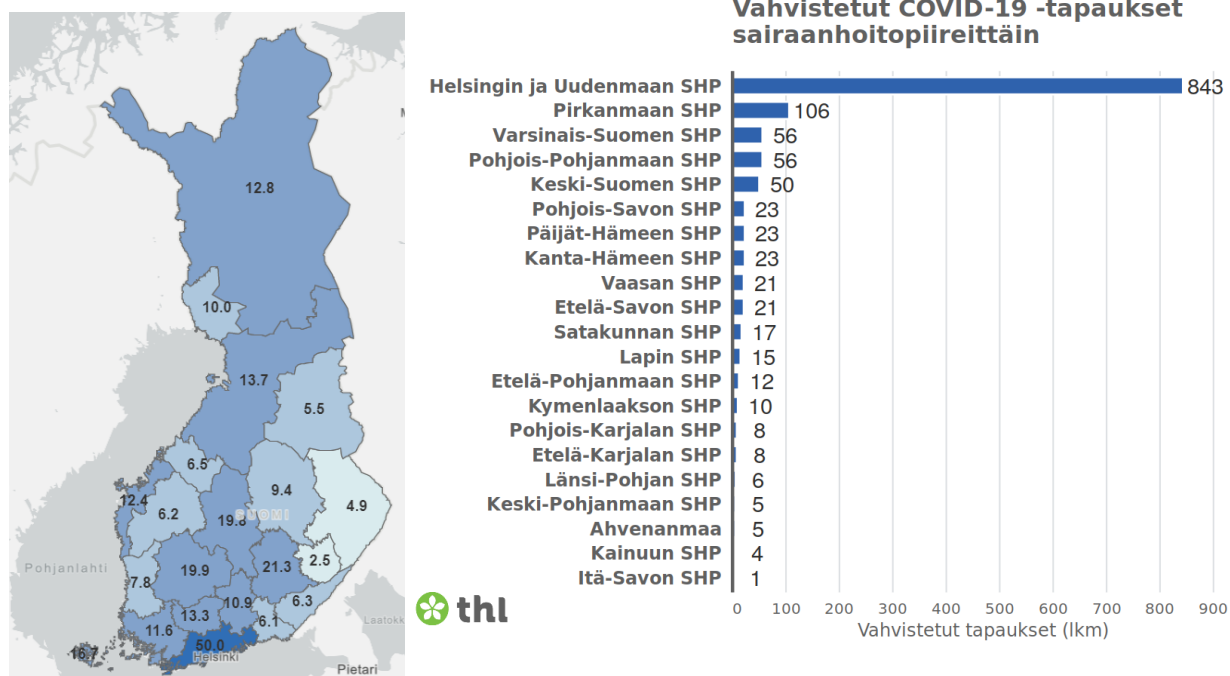 12.8
10.0
13.7
5.5
6.5
9.4
12.4
4.9
6.2
19.8
SUOMI
2.5
Pohjanlahti
7.8
19.9
21.3
10.9
6.3
13.3
6.1
Laatokk
11.6
50.0
16.7
Helsinki
Pietari
Vahvistetut COVID-19 -tapaukset
sairaanhoitopiireittäin
Helsingin ja Uudenmaan SHP 843
Pirkanmaan SHP 106
Varsinais-Suomen SHP 56
Pohjois-Pohjanmaan SHP 56
Keski-Suomen SHP 50
Pohjois-Savon SHP 23
Päijät-Hämeen SHP 23
Kanta-Hämeen SHP 23
Vaasan SHP 21
Etelä-Savon SHP 21
Satakunnan SHP 17
Lapin SHP 15
Etelä-Pohjanmaan SHP 12
Kymenlaakson SHP 10
Pohjois-Karjalan SHP 8
Etelä-Karjalan SHP 8
Länsi-Pohjan SHP 6
Keski-Pohjanmaan SHP 5
Ahvenanmaa 5
Kainuun SHP 4
Itä-Savon SHP 1
0 100 200 300 400 500 600 700 800 900
Vahvistetut tapaukset (lkm)
thl